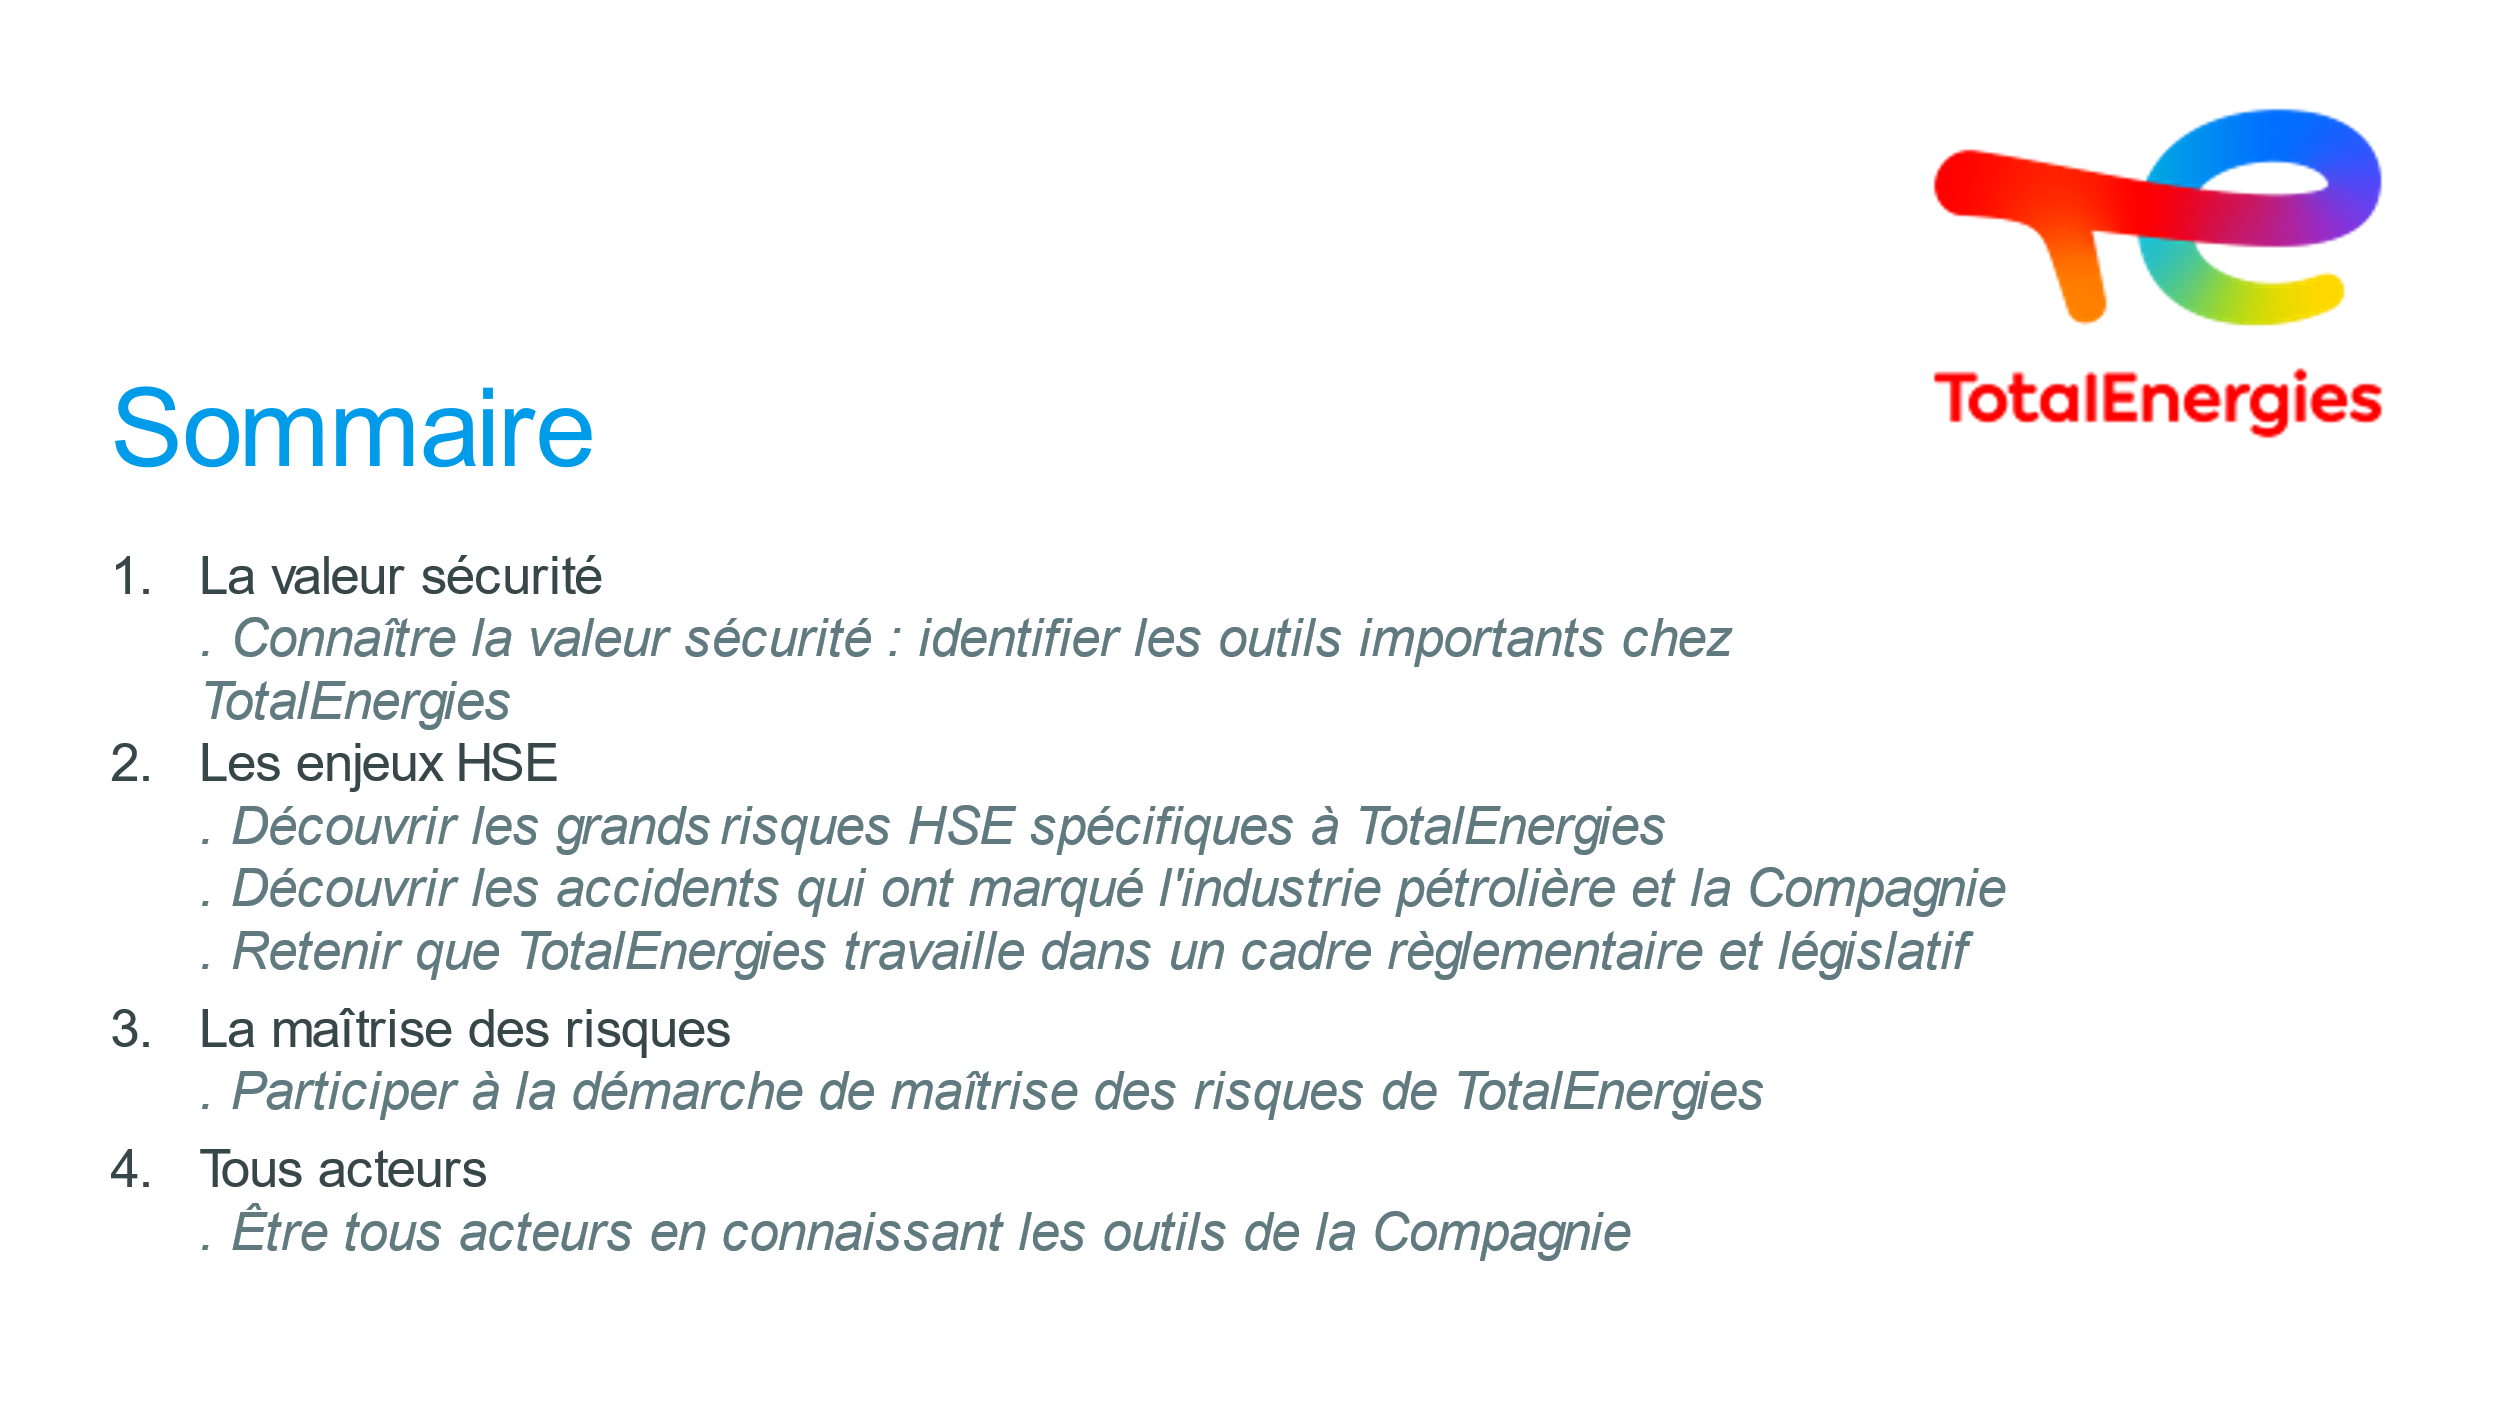 TotalEnergies
Sommaire
1. La valeur sécurité
. Connaître la valeur sécurité : identifier les outils importants chez
TotalEnergies
2. Les enjeux HSE
. Découvrir les grands risques HSE spécifiques à TotalEnergies
. Découvrir les accidents qui ont marqué l'industrie pétrolière et la Compagnie
. Retenir que TotalEnergies travaille dans un cadre règlementaire et législatif
3. La maîtrise des risques
. Participer à la démarche de maîtrise des risques de TotalEnergies
4. Tous acteurs
. Être tous acteurs en connaissant les outils de la Compagnie